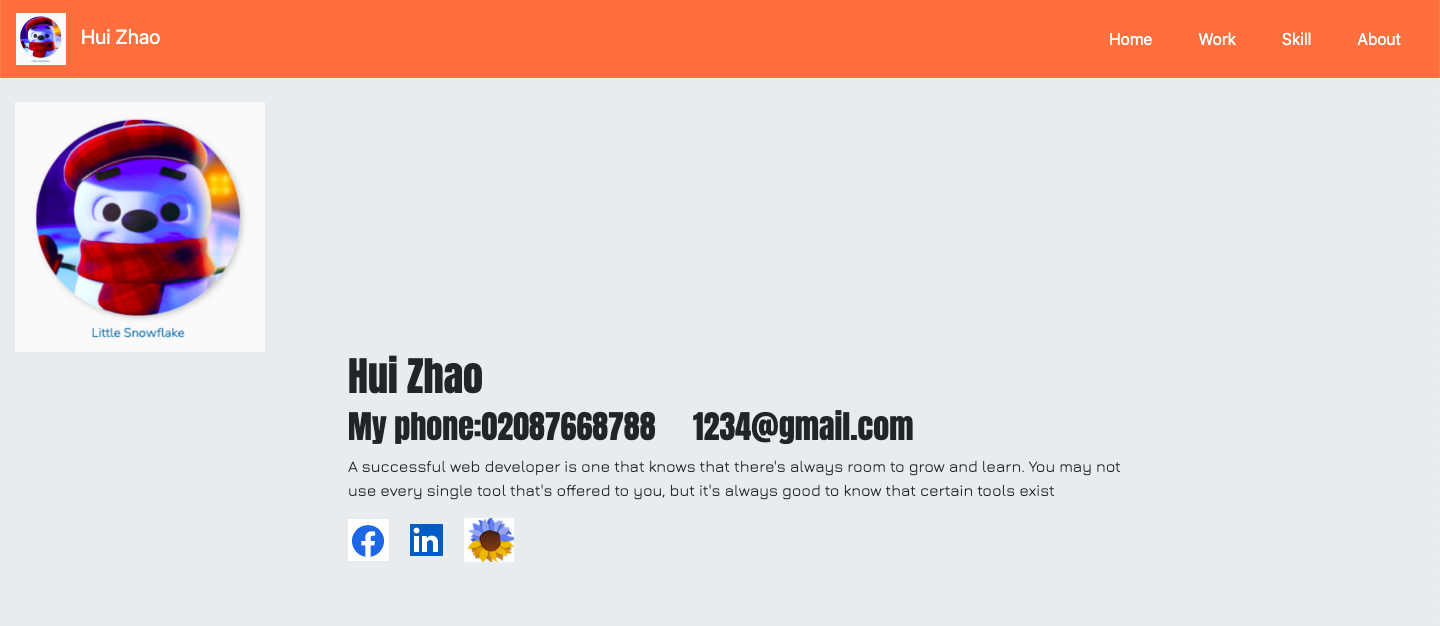 Hui Zhao
Home Work Skill About
Little Snowflake
Hui Zhao
My phone:02087668788 1234@gmail.com
A successful web developer is one that knows that there's always room to grow and learn. You may not
use every single tool that's offered to you, but it's always good to know that certain tools exist
in